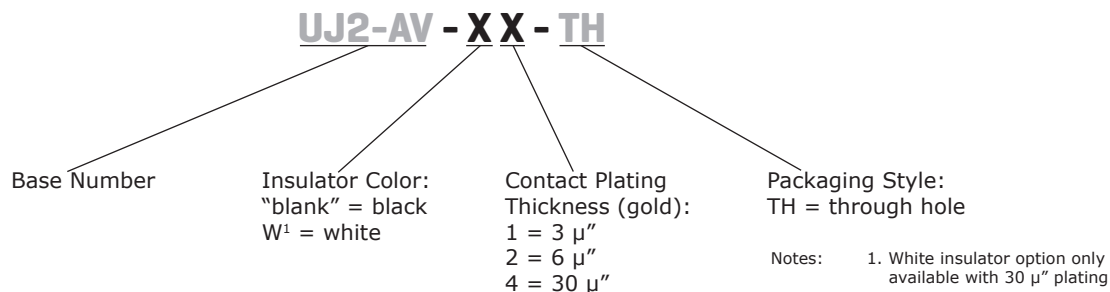 UJ2-AV - X X - TH
Base Number
Insulator Color:
"blank" = black
W¹ = white
Contact Plating
Thickness (gold):
1 = 3 µ"
2 = 6 µ"
4 = 30 µ"
Packaging Style:
TH = through hole
Notes: 1. White insulator option only
available with 30 µ" plating